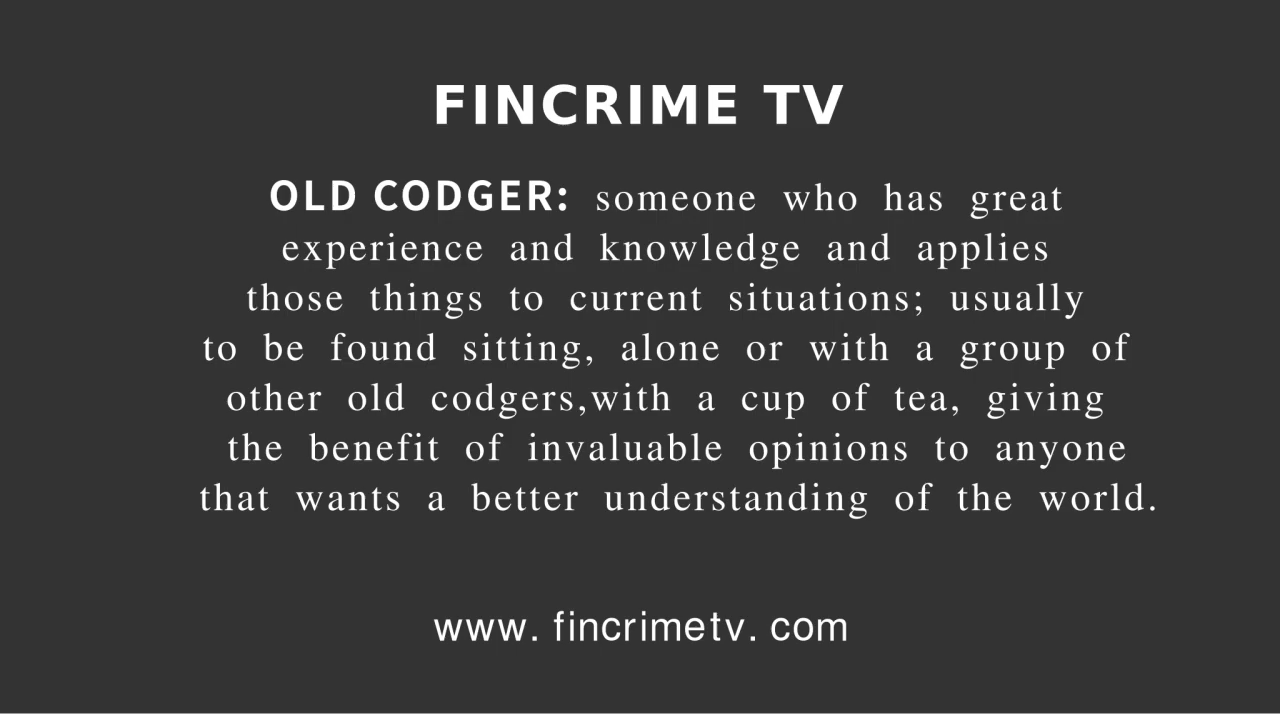 FINCRIME TV
OLD CODGER: someone who has great
experience and knowledge and applies
those things to current situations; usually
to be found sitting, alone or with a group of
other old codgers,with a cup of tea, giving
the benefit of invaluable opinions to anyone
that wants a better understanding of the world.
www. fincrimetv. com